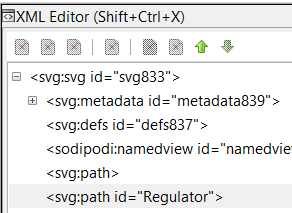 XML Editor (Shift+Ctrl+X)
<svg:svg id="svg833">
<svg:metadata id="metadata839">
<svg:defs id="defs837">
<sodipodi:namedview id="namedvie
<svg:path>
<svg:path id="Regulator">